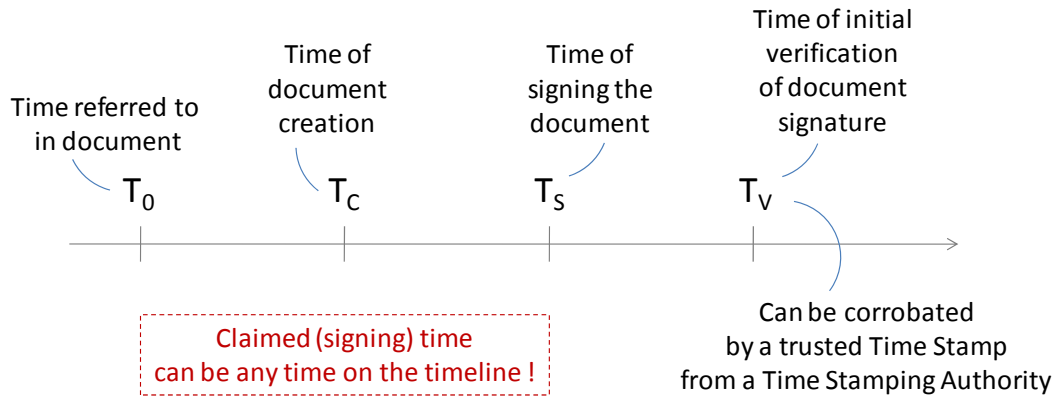 Time referred to
in document
Time of
document
creation
Time of
signing the
document
Time of initial
verification
of document
signature
T0
TC
TS
TV
Claimed (signing) time
can be any time on the timeline !
Can be corrobated
by a trusted Time Stamp
from a Time Stamping Authority